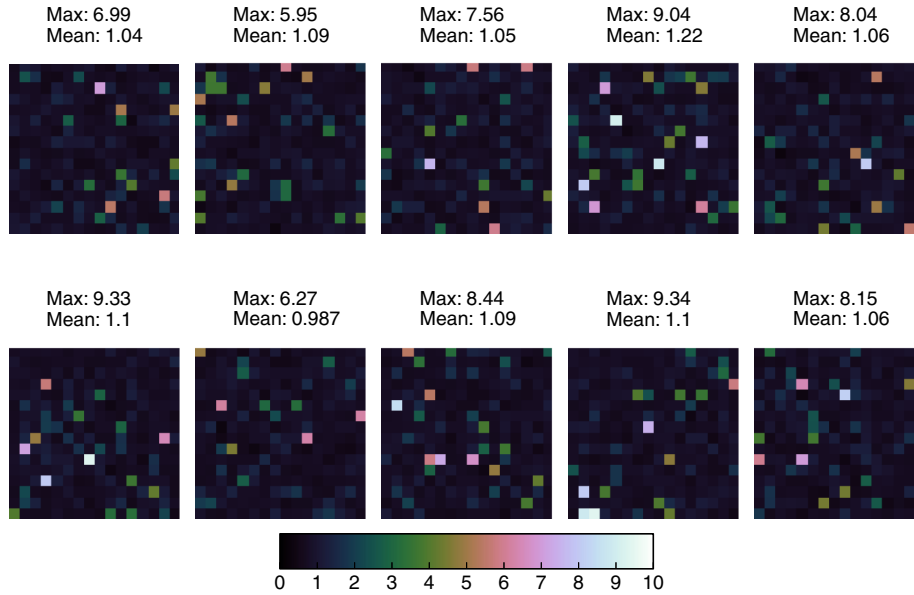 Max: 6.99
Mean: 1.04
Max: 5.95
Mean: 1.09
Max: 7.56
Mean: 1.05
Max: 9.04
Mean: 1.22
Max: 8.04
Mean: 1.06
Max: 9.33
Mean: 1.1
Max: 6.27
Mean: 0.987
Max: 8.44
Mean: 1.09
Max: 9.34
Mean: 1.1
Max: 8.15
Mean: 1.06
0 1 2 3 4 5 6 7 8 9 10